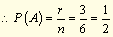 ∴ P(A) = r/n = 3/6 = 1/2